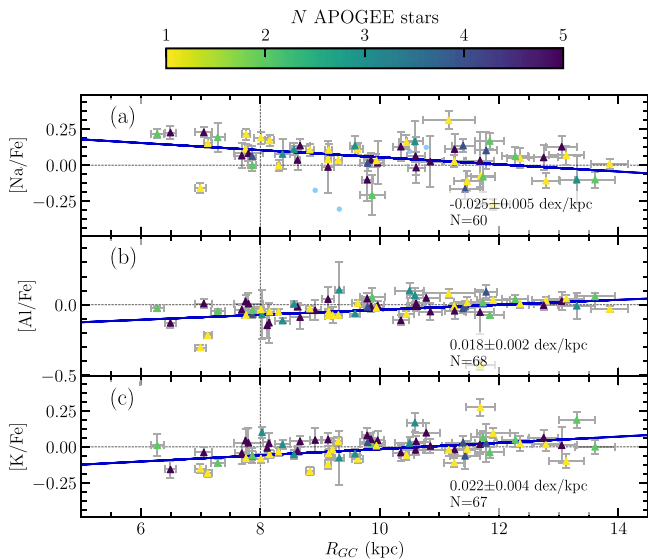 N APOGEE stars
1 2 3 4 5
(a)
0.25
0.00
−0.25
[Na/Fe]
-0.025±0.005 dex/kpc
N=60
(b)
0.0
−0.5
[Al/Fe]
0.018±0.002 dex/kpc
N=68
(c)
0.25
0.00
−0.25
[K/Fe]
0.022±0.004 dex/kpc
N=67
6 8 10 12 14
R_{GC} (kpc)